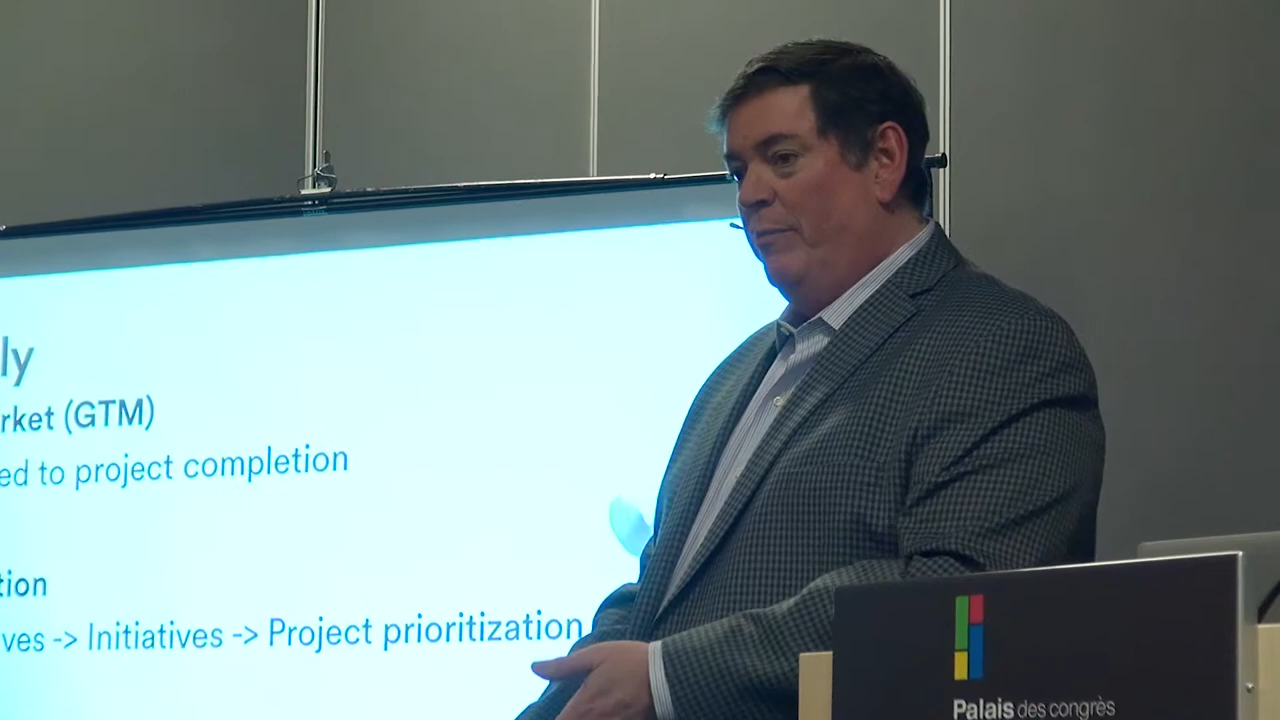 ly
rket (GTM)
ed to project completion
tion
ves -> Initiatives -> Project prioritization
Palais des congrès